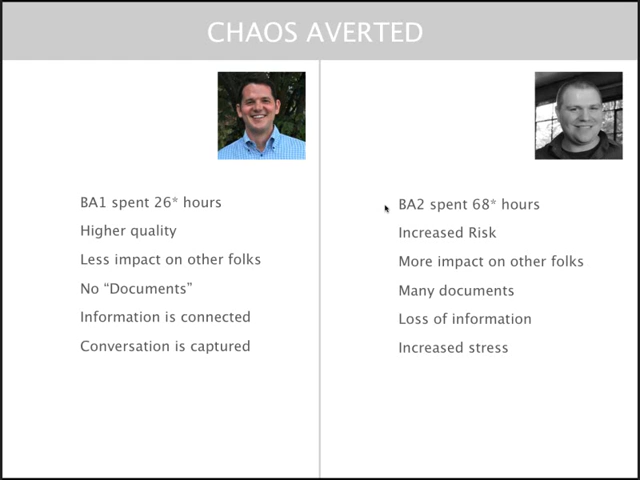 CHAOS AVERTED
BA1 spent 26* hours
Higher quality
Less impact on other folks
No “Documents”
Information is connected
Conversation is captured
BA2 spent 68* hours
Increased Risk
More impact on other folks
Many documents
Loss of information
Increased stress